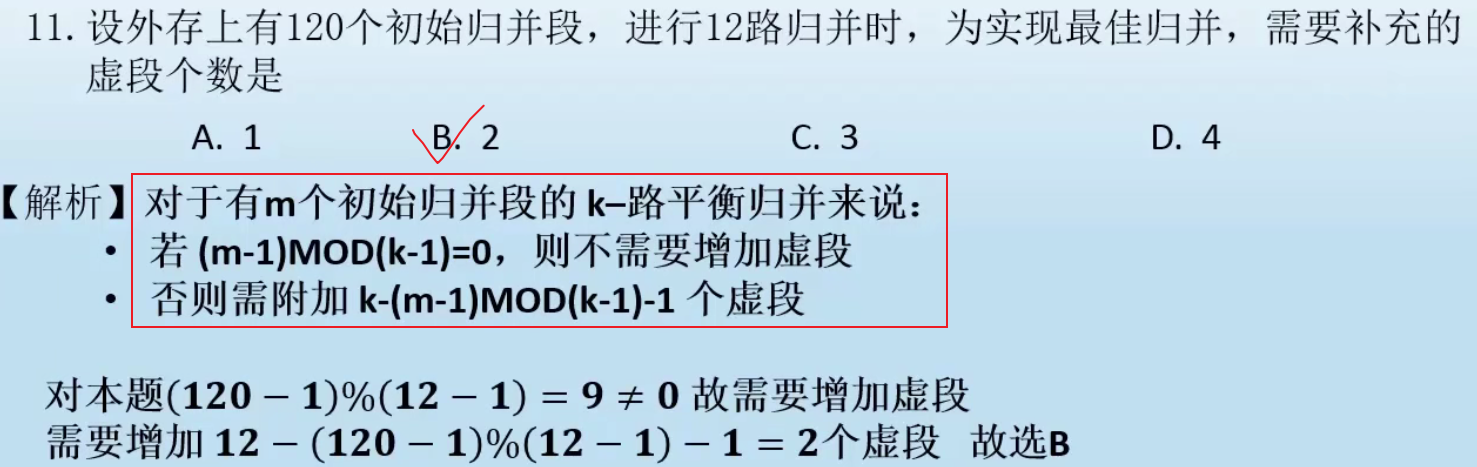 11. 设外存上有120个初始归并段，进行12路归并时，为实现最佳归并，需要补充的
虚段个数是
A. 1 B. 2 C. 3 D. 4
【解析】对于有m个初始归并段的 k–路平衡归并来说：
• 若 (m-1)MOD(k-1)=0，则不需要增加虚段
• 否则需附加 k-(m-1)MOD(k-1)-1 个虚段
对本题(120 − 1)%(12 − 1) = 9 ≠ 0 故需要增加虚段
需要增加 12 − (120 − 1)%(12 − 1) − 1 = 2个虚段 故选B